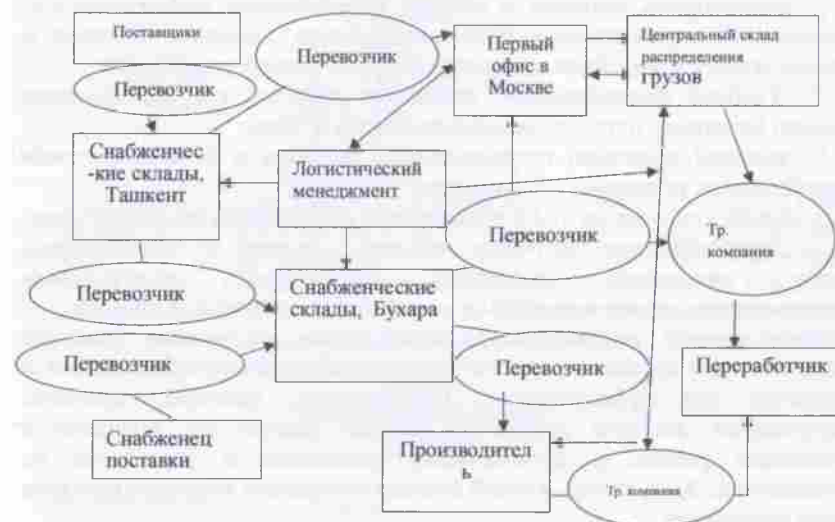 Поставщики
Перевозчик
Перевозчик
Первый
офис в
Москве
Центральный склад
распределения
грузов
Снабженчес
-кие склады,
Ташкент
Логистический
менеджмент
Перевозчик
Тр.
компания
Перевозчик
Снабженческие
склады, Бухара
Перевозчик
Перевозчик
Переработчик
Снабженец
поставки
Производител
ь
Тр. компания